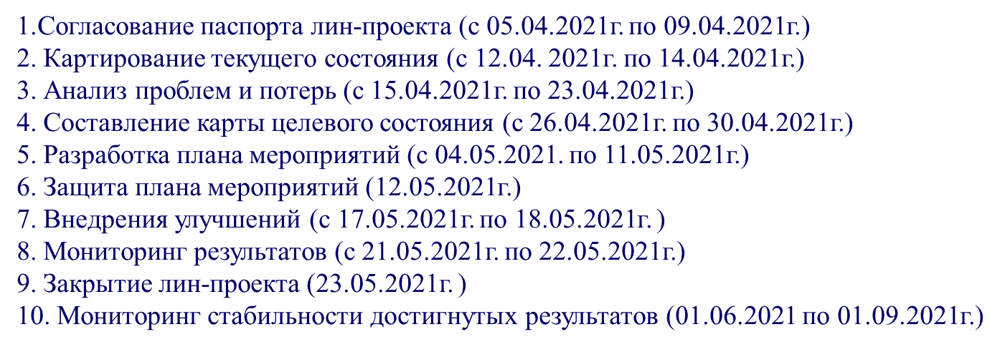 1.Согласование паспорта лин-проекта (с 05.04.2021г. по 09.04.2021г.)
2. Картирование текущего состояния (с 12.04. 2021г. по 14.04.2021г.)
3. Анализ проблем и потерь (с 15.04.2021г. по 23.04.2021г.)
4. Составление карты целевого состояния (с 26.04.2021г. по 30.04.2021г.)
5. Разработка плана мероприятий (с 04.05.2021. по 11.05.2021г.)
6. Защита плана мероприятий (12.05.2021г.)
7. Внедрения улучшений (с 17.05.2021г. по 18.05.2021г. )
8. Мониторинг результатов (с 21.05.2021г. по 22.05.2021г.)
9. Закрытие лин-проекта (23.05.2021г. )
10. Мониторинг стабильности достигнутых результатов (01.06.2021 по 01.09.2021г.)